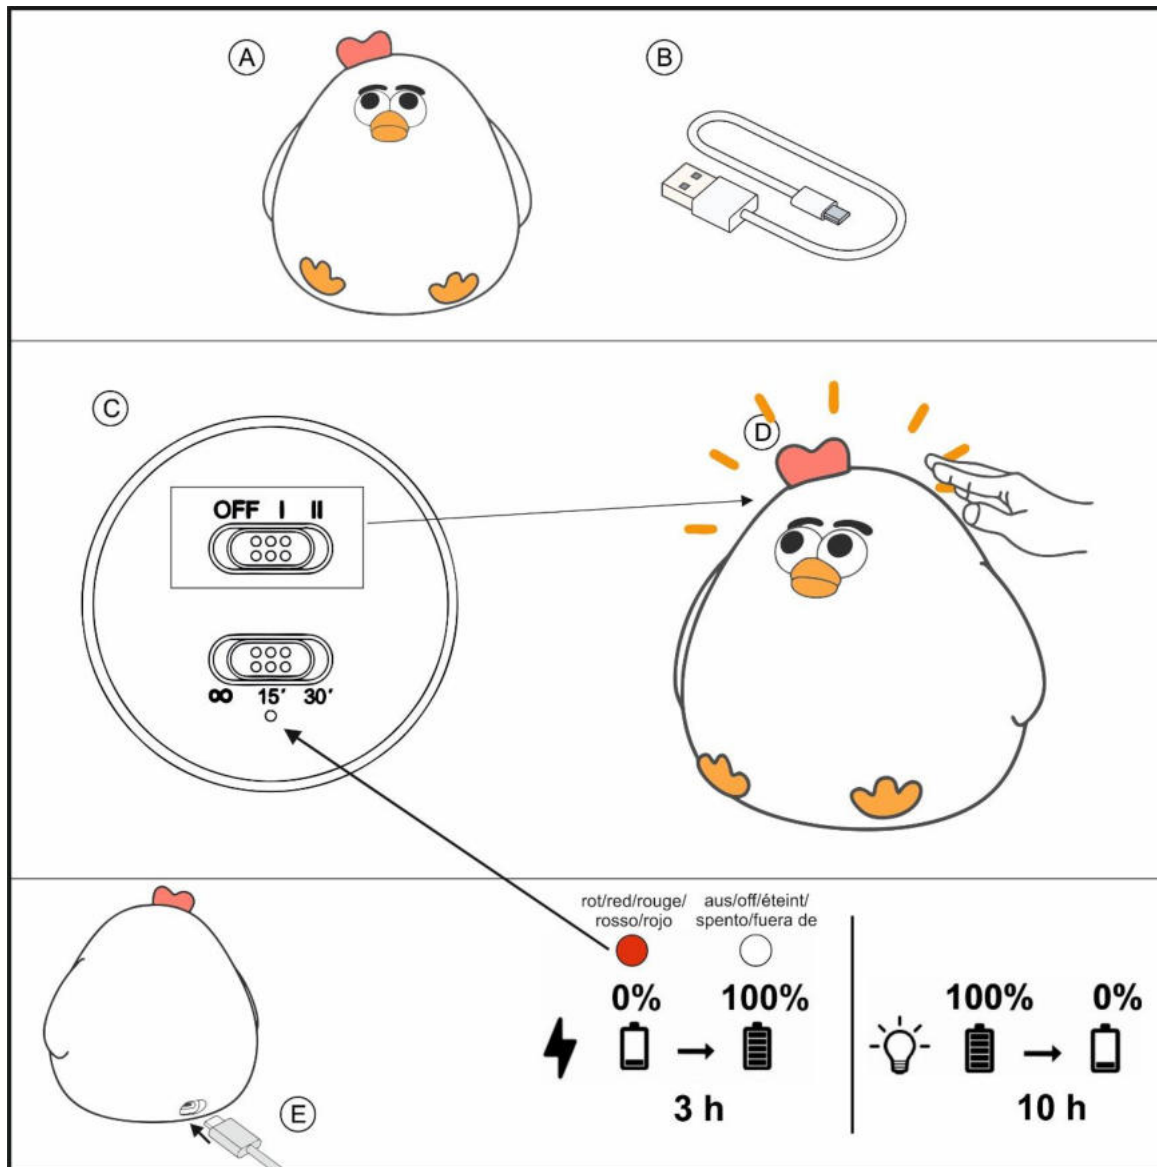 A
B
C
OFF I II
∞ 15′ 30′
D
E
rot/red/rouge/
rosso/rojo
aus/off/éteint/
spento/fuera de
0% 100%
3 h
100% 0%
10 h